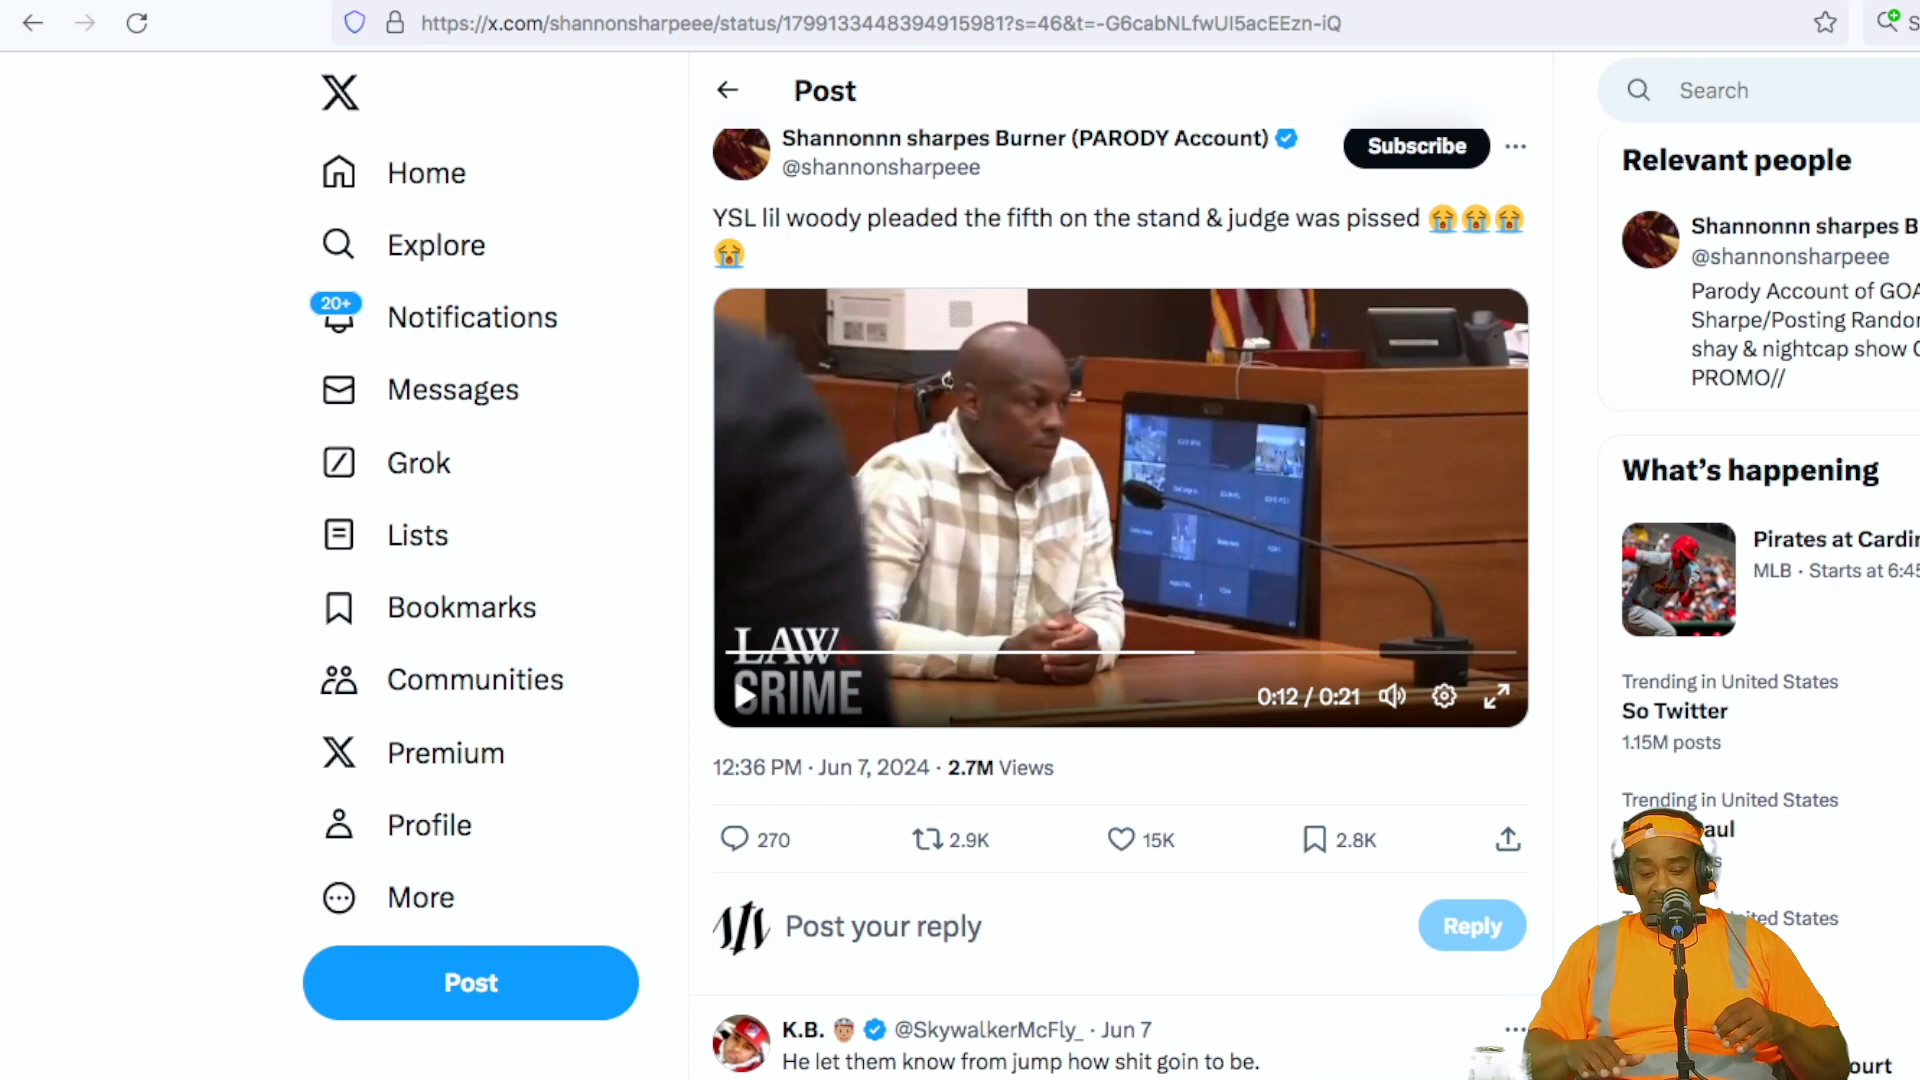 https://x.com/shannonsharpeee/status/1799133448394915981?s=46&t=-G6cabNLfwUI5acEEzn-iQ
S
Post
Search
Shannonnn sharpes Burner (PARODY Account)
@shannonsharpeee
Subscribe
YSL lil woody pleaded the fifth on the stand & judge was pissed 😭😭😭
😭
LAW &
CRIME
0:12 / 0:21
12:36 PM · Jun 7, 2024 · 2.7M Views
270
2.9K
15K
2.8K
Post your reply
Reply
K.B. @SkywalkerMcFly_ · Jun 7
He let them know from jump how shit goin to be.
Home
Explore
20+
Notifications
Messages
Grok
Lists
Bookmarks
Communities
Premium
Profile
More
Post
Relevant people
Shannonnn sharpes B
@shannonsharpeee
Parody Account of GOA
Sharpe/Posting Randor
shay & nightcap show
PROMO//
What's happening
Pirates at Cardin
MLB · Starts at 6:45
Trending in United States
So Twitter
1.15M posts
Trending in United States
aul
ited States
ourt